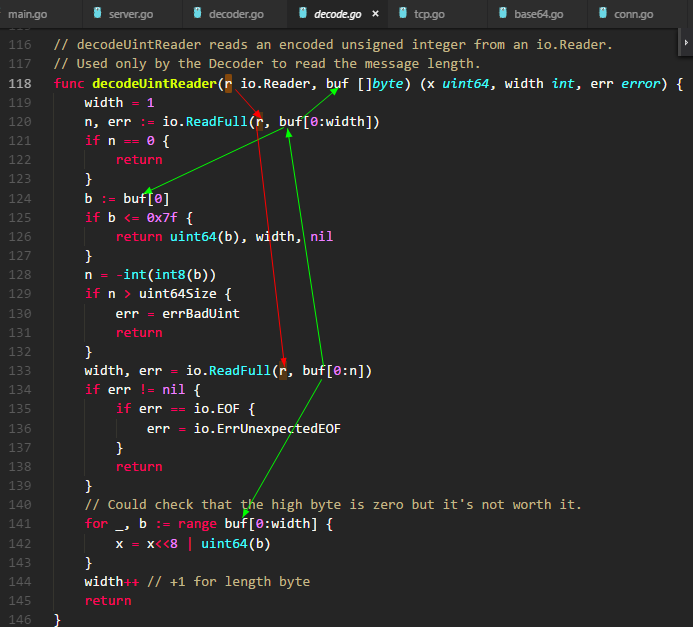 main.go server.go decoder.go decode.go × tcp.go base64.go conn.go
116 // decodeUintReader reads an encoded unsigned integer from an io.Reader.
117 // Used only by the Decoder to read the message length.
118 func decodeUintReader(r io.Reader, buf []byte) (x uint64, width int, err error) {
119 width = 1
120 n, err := io.ReadFull(r, buf[0:width])
121 if n == 0 {
122 return
123 }
124 b := buf[0]
125 if b <= 0x7f {
126 return uint64(b), width, nil
127 }
128 n = -int(int8(b))
129 if n > uint64Size {
130 err = errBadUint
131 return
132 }
133 width, err = io.ReadFull(r, buf[0:n])
134 if err != nil {
135 if err == io.EOF {
136 err = io.ErrUnexpectedEOF
137 }
138 return
139 }
140 // Could check that the high byte is zero but it's not worth it.
141 for _, b := range buf[0:width] {
142 x = x<<8 | uint64(b)
143 }
144 width++ // +1 for length byte
145 return
146 }